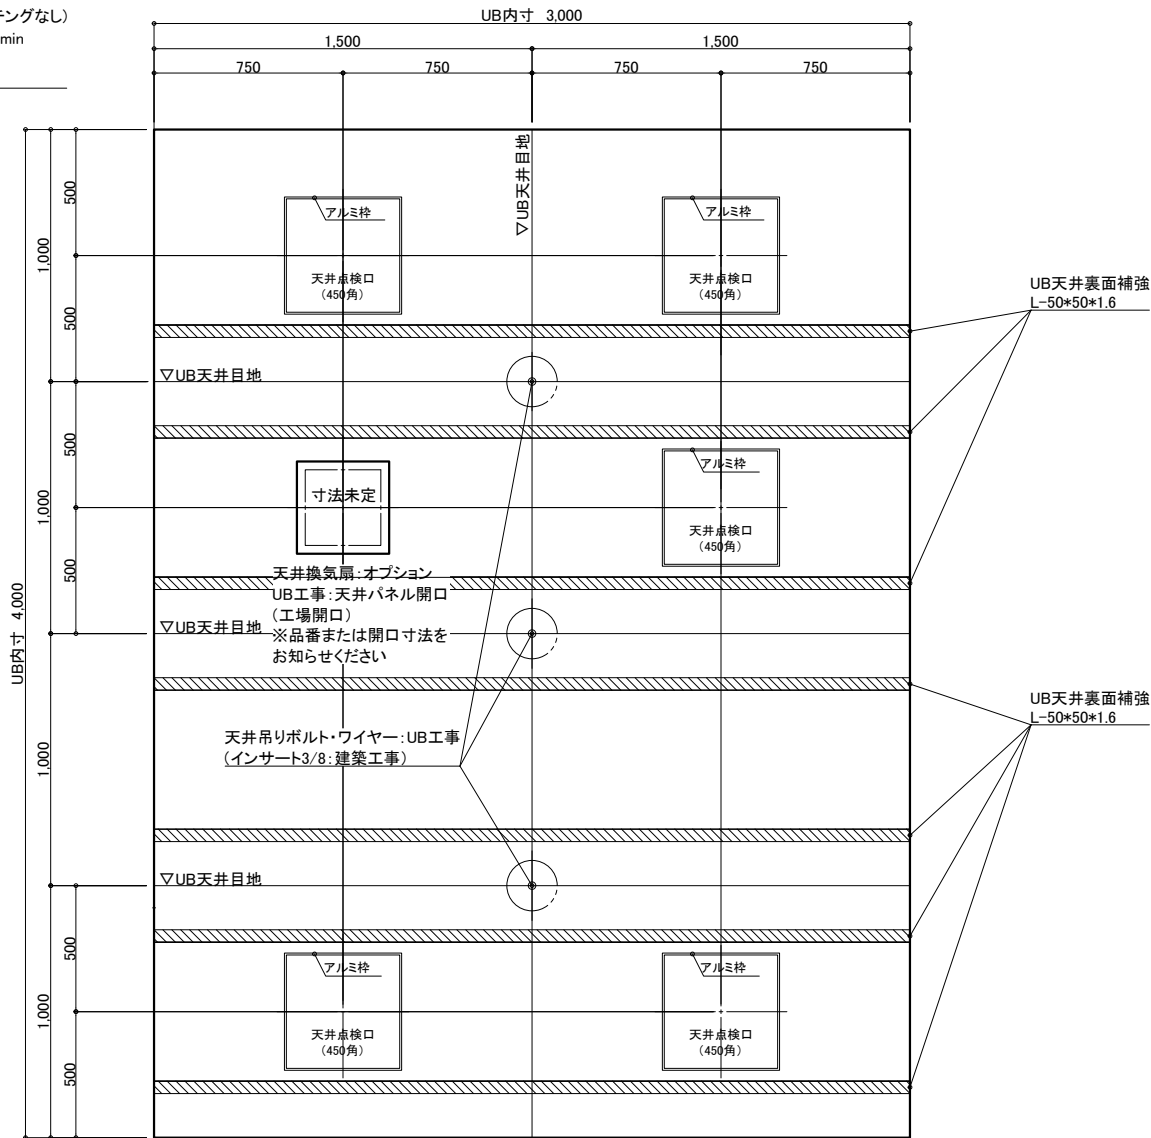 チングなし)
min
UB内寸 3,000
1,500
1,500
750
750
750
750
▽UB天井目地
500
アルミ枠
アルミ枠
1,000
天井点検口
(450角)
天井点検口
(450角)
UB天井裏面補強
L-50*50*1.6
500
▽UB天井目地
500
アルミ枠
1,000
寸法未定
天井点検口
(450角)
500
天井換気扇:オプション
UB工事:天井パネル開口
(工場開口)
※品番または開口寸法を
お知らせください
▽UB天井目地
UB内寸 4,000
UB天井裏面補強
L-50*50*1.6
天井吊りボルト・ワイヤー:UB工事
(インサート3/8:建築工事)
1,000
▽UB天井目地
500
アルミ枠
アルミ枠
1,000
天井点検口
(450角)
天井点検口
(450角)
500